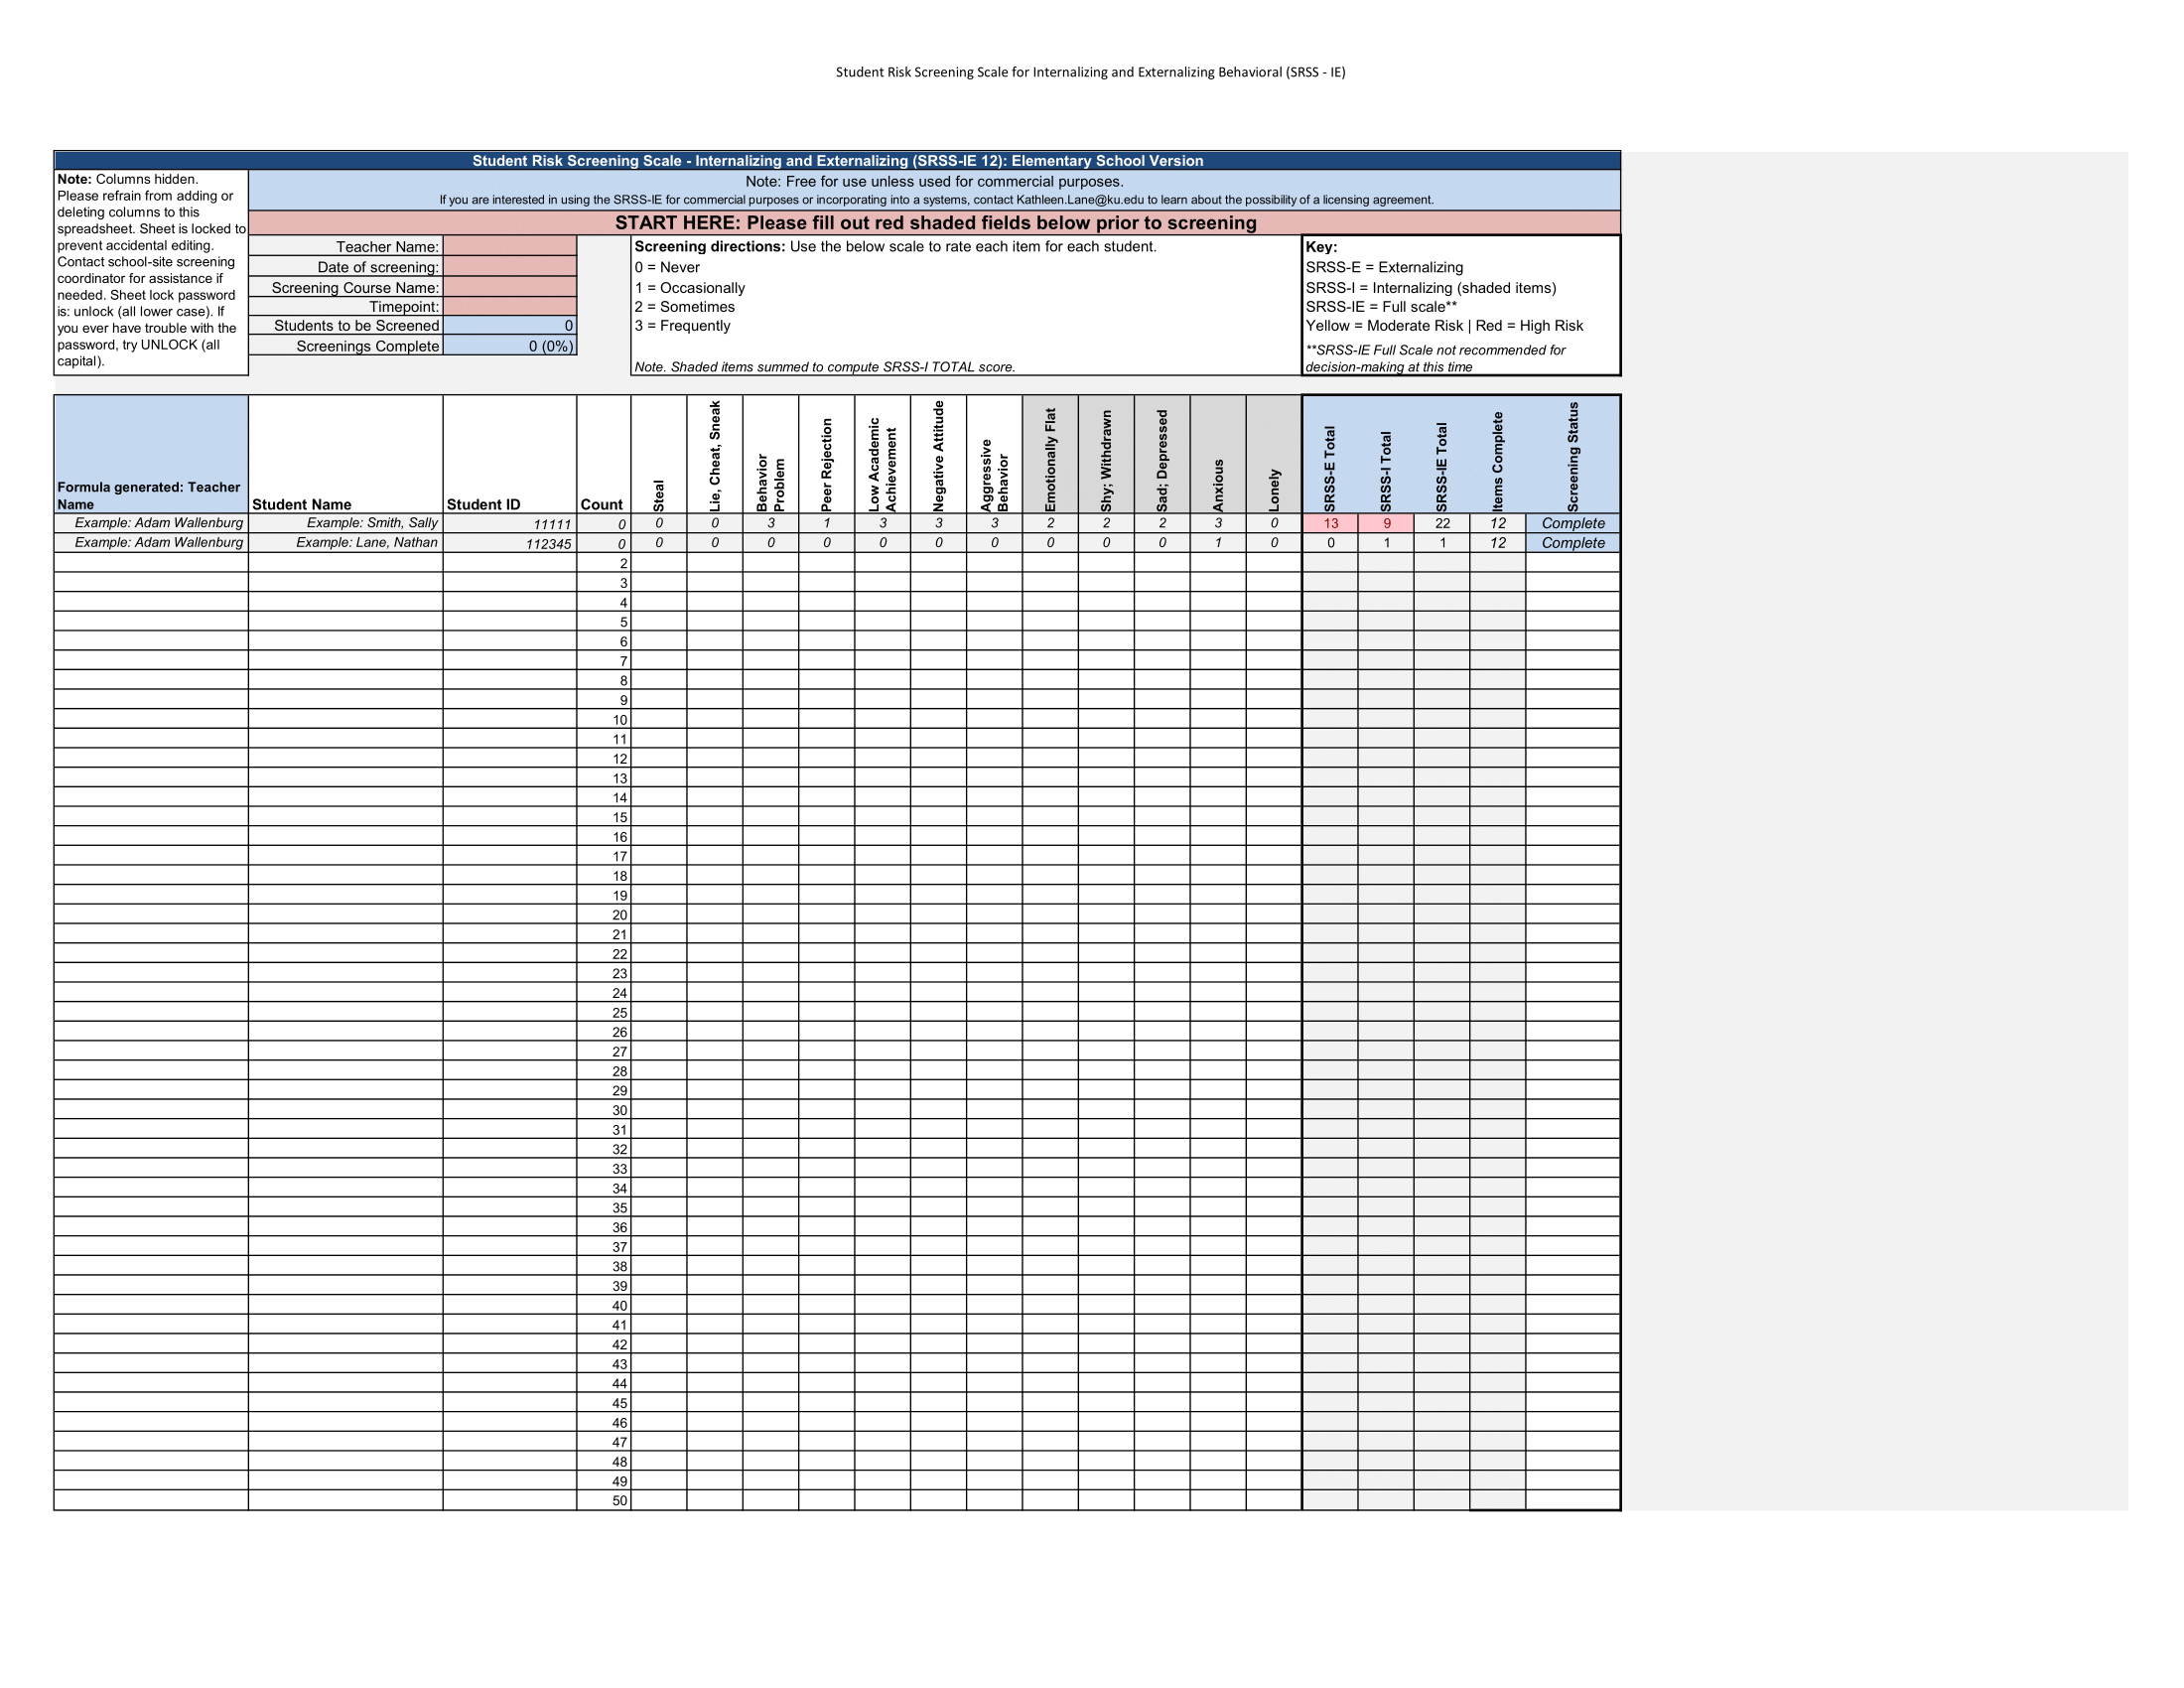 Student Risk Screening Scale for Internalizing and Externalizing Behavioral (SRSS - IE)
Student Risk Screening Scale - Internalizing and Externalizing (SRSS-IE 12): Elementary School Version
Note: Columns hidden.
Please refrain from adding or
deleting columns to this
spreadsheet. Sheet is locked to
prevent accidental editing.
Contact school-site screening
coordinator for assistance if
needed. Sheet lock password
is: unlock (all lower case). If
you ever have trouble with the
password, try UNLOCK (all
capital).
Note: Free for use unless used for commercial purposes.
If you are interested in using the SRSS-IE for commercial purposes or incorporating into a systems, contact Kathleen.Lane@ku.edu to learn about the possibility of a licensing agreement.
START HERE: Please fill out red shaded fields below prior to screening
Teacher Name:
Date of screening:
Screening Course Name:
Timepoint:
Students to be Screened 0
Screenings Complete 0 (0%)
Screening directions: Use the below scale to rate each item for each student.
0 = Never
1 = Occasionally
2 = Sometimes
3 = Frequently
Note. Shaded items summed to compute SRSS-I TOTAL score.
Key:
SRSS-E = Externalizing
SRSS-I = Internalizing (shaded items)
SRSS-IE = Full scale**
Yellow = Moderate Risk | Red = High Risk
**SRSS-IE Full Scale not recommended for
decision-making at this time
Formula generated: Teacher
Name
Student Name
Student ID
Count
Steal
Lie, Cheat, Sneak
Behavior
Problem
Peer Rejection
Low Academic
Achievement
Negative Attitude
Aggressive
Behavior
Emotionally Flat
Shy; Withdrawn
Sad; Depressed
Anxious
Lonely
SRSS-E Total
SRSS-I Total
SRSS-IE Total
Items Complete
Screening Status
Example: Adam Wallenburg Example: Smith, Sally 11111 0 0 0 3 1 3 3 3 2 2 2 3 0 13 9 22 12 Complete
Example: Adam Wallenburg Example: Lane, Nathan 112345 0 0 0 0 0 0 0 0 0 0 0 1 0 0 1 1 12 Complete
2
3
4
5
6
7
8
9
10
11
12
13
14
15
16
17
18
19
20
21
22
23
24
25
26
27
28
29
30
31
32
33
34
35
36
37
38
39
40
41
42
43
44
45
46
47
48
49
50